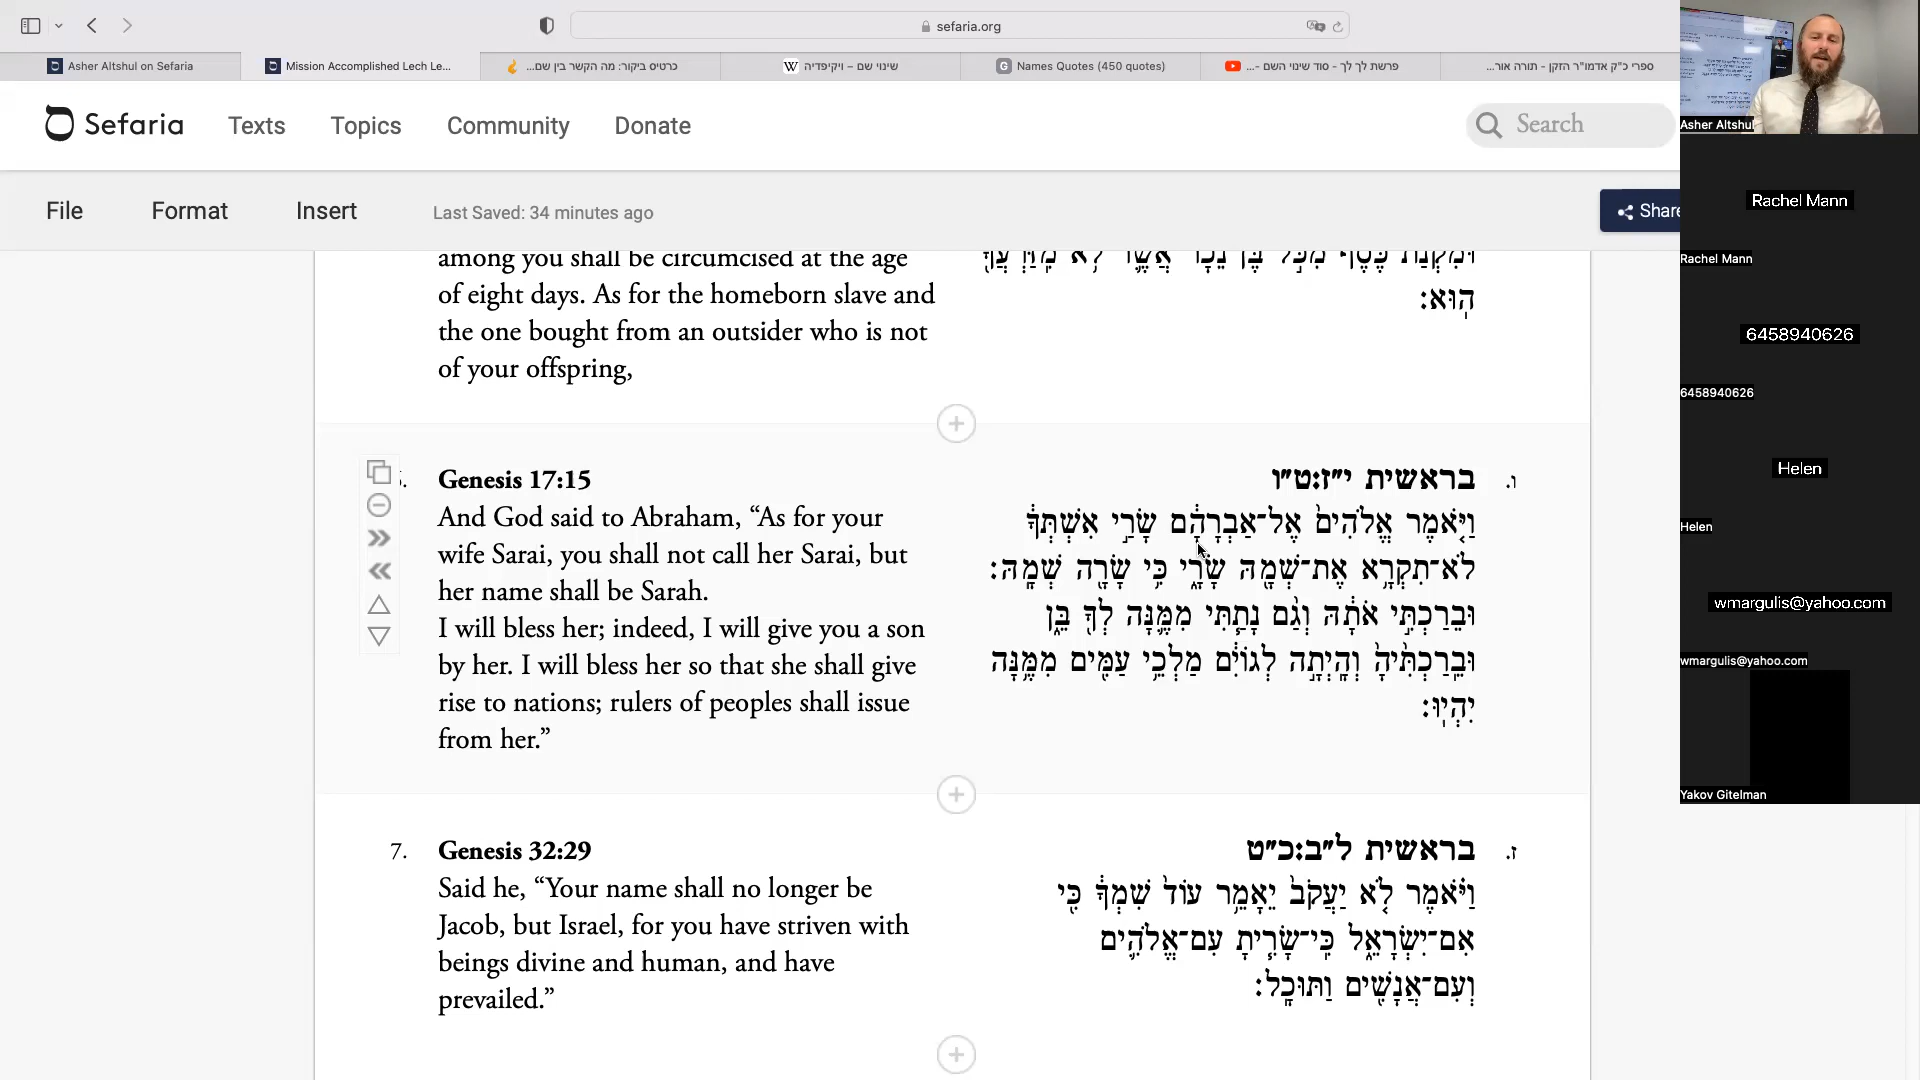 sefaria.org
Asher Altshul on Sefaria
Mission Accomplished Lech Le...
כרטיס ביקור: מה הקשר בין שם...
שינוי שם – ויקיפדיה
Names Quotes (450 quotes)
פרשת לך לך - סוד שינוי השם -...
ספרי כ"ק אדמו"ר הזקן - תורה אור...
Sefaria
Texts
Topics
Community
Donate
Search
File
Format
Insert
Last Saved: 34 minutes ago
Share
among you shall be circumcised at the age
of eight days. As for the homeborn slave and
the one bought from an outsider who is not
of your offspring,
הֽוּא׃
Genesis 17:15
And God said to Abraham, “As for your
wife Sarai, you shall not call her Sarai, but
her name shall be Sarah.
I will bless her; indeed, I will give you a son
by her. I will bless her so that she shall give
rise to nations; rulers of peoples shall issue
from her.”
ו.
בראשית י״ז:ט״ו
וַיֹּ֤אמֶר אֱלֹהִים֙ אֶל־אַבְרָהָ֔ם שָׂרַ֣י אִשְׁתְּךָ֔
לֹא־תִקְרָ֥א אֶת־שְׁמָ֖הּ שָׂרָ֑י כִּ֥י שָׂרָ֖ה שְׁמָֽהּ׃
וּבֵרַכְתִּ֣י אֹתָ֔הּ וְגַ֨ם נָתַ֧תִּי מִמֶּ֛נָּה לְךָ֖ בֵּ֑ן
וּבֵֽרַכְתִּ֙יהָ֙ וְהָֽיְתָ֣ה לְגוֹיִ֔ם מַלְכֵ֥י עַמִּ֖ים מִמֶּ֥נָּה
יִהְיֽוּ׃
7.
Genesis 32:29
Said he, “Your name shall no longer be
Jacob, but Israel, for you have striven with
beings divine and human, and have
prevailed.”
ז.
בראשית ל״ב:כ״ט
וַיֹּ֗אמֶר לֹ֤א יַעֲקֹב֙ יֵאָמֵ֥ר עוֹד֙ שִׁמְךָ֔ כִּ֖י
אִם־יִשְׂרָאֵ֑ל כִּֽי־שָׂרִ֧יתָ עִם־אֱלֹהִ֛ים
וְעִם־אֲנָשִׁ֖ים וַתּוּכָֽל׃
Asher Altshul
Rachel Mann
Rachel Mann
6458940626
6458940626
Helen
Helen
wmargulis@yahoo.com
wmargulis@yahoo.com
Yakov Gitelman